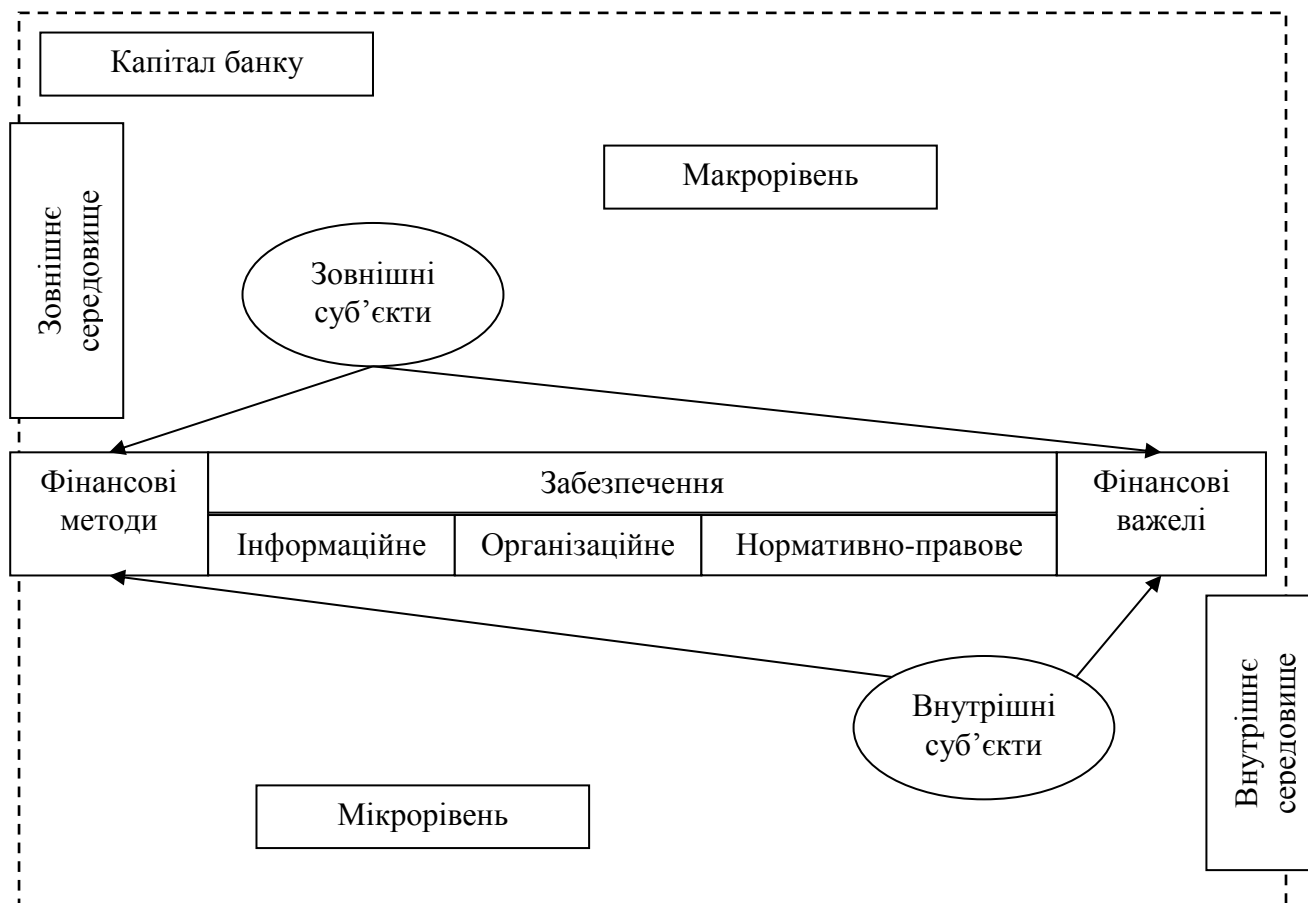 Капітал банку
Макрорівень
Зовнішнє
середовище
Зовнішні
суб’єкти
Фінансові
методи
Забезпечення
Інформаційне
Організаційне
Нормативно-правове
Фінансові
важелі
Внутрішні
суб’єкти
Внутрішнє
середовище
Мікрорівень